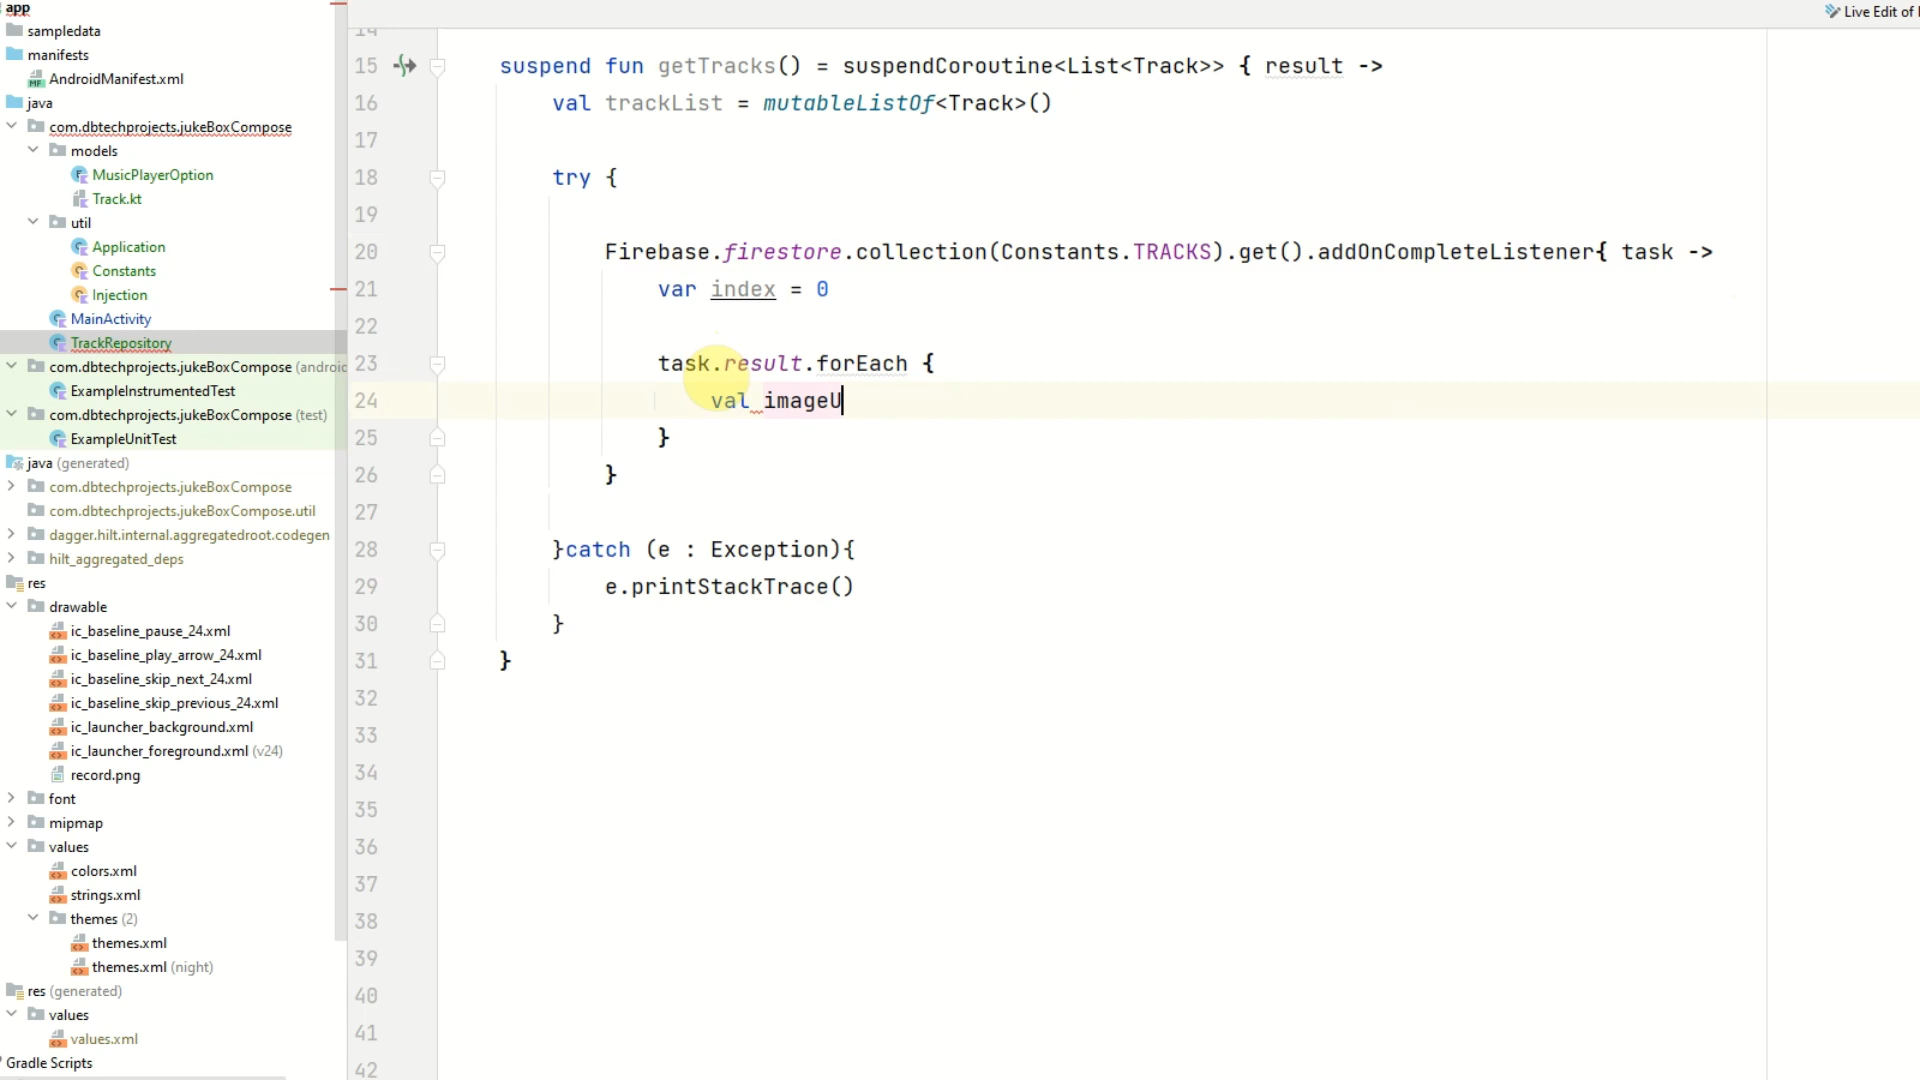 app
sampledata
manifests
AndroidManifest.xml
java
com.dbtechprojects.jukeBoxCompose
models
MusicPlayerOption
Track.kt
util
Application
Constants
Injection
MainActivity
TrackRepository
com.dbtechprojects.jukeBoxCompose (androic
ExampleInstrumentedTest
com.dbtechprojects.jukeBoxCompose (test)
ExampleUnitTest
java (generated)
com.dbtechprojects.jukeBoxCompose
com.dbtechprojects.jukeBoxCompose.util
dagger.hilt.internal.aggregatedroot.codegen
hilt_aggregated_deps
res
drawable
ic_baseline_pause_24.xml
ic_baseline_play_arrow_24.xml
ic_baseline_skip_next_24.xml
ic_baseline_skip_previous_24.xml
ic_launcher_background.xml
ic_launcher_foreground.xml (v24)
record.png
font
mipmap
values
colors.xml
strings.xml
themes (2)
themes.xml
themes.xml (night)
res (generated)
values
values.xml
Gradle Scripts
Live Edit of
14
15 suspend fun getTracks() = suspendCoroutine<List<Track>> { result ->
16 val trackList = mutableListOf<Track>()
17
18 try {
19
20 Firebase.firestore.collection(Constants.TRACKS).get().addOnCompleteListener{ task ->
21 var index = 0
22
23 task.result.forEach {
24 val imageU
25 }
26 }
27
28 }catch (e : Exception){
29 e.printStackTrace()
30 }
31 }
32
33
34
35
36
37
38
39
40
41
42